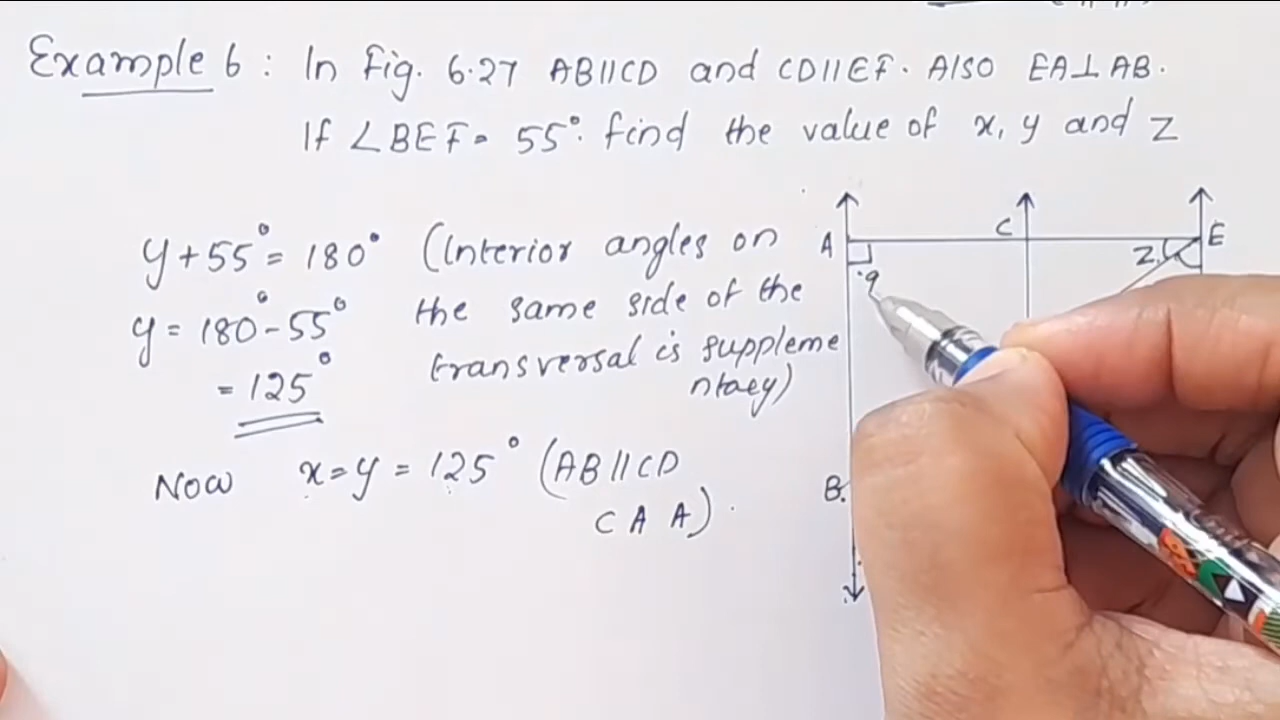 Example 6 : In Fig. 6.27 AB||CD and CD||EF. Also EA⊥AB.
If ∠BEF = 55°. find the value of x, y and z
y + 55° = 180° (Interior angles on
y = 180° - 55° the same side of the
= 125° transversal is suppleme
ntaey)
Now x = y = 125° (AB||CD
CAA).
A C E
z
9
B.